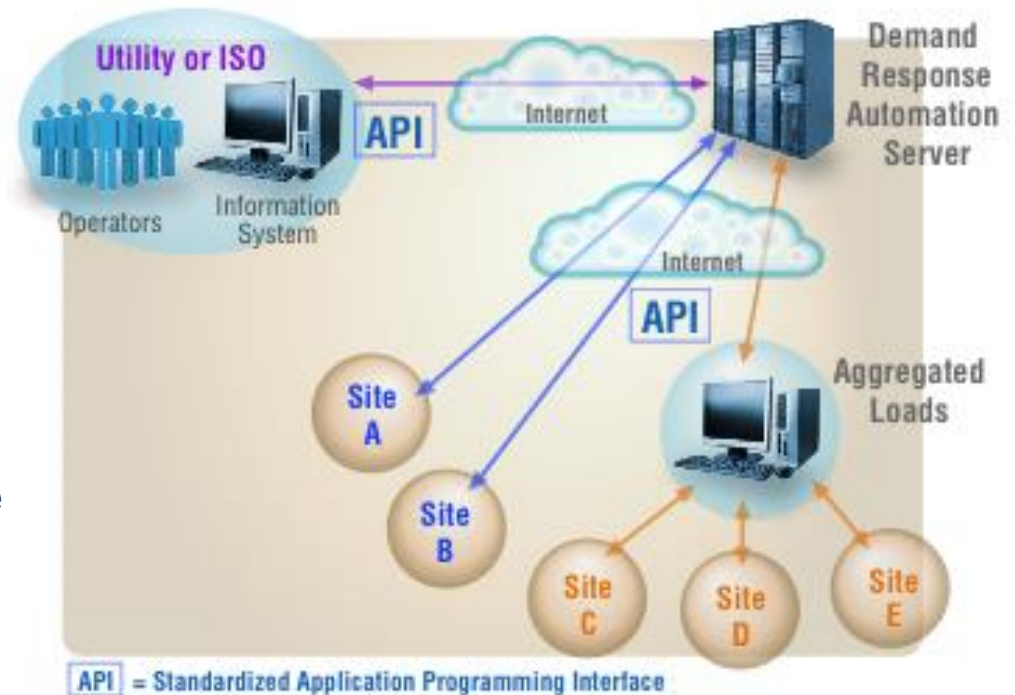 Utility or ISO
Operators
Information
System
API
Internet
Demand
Response
Automation
Server
Internet
API
Aggregated
Loads
Site
A
Site
B
Site
C
Site
D
Site
E
API = Standardized Application Programming Interface